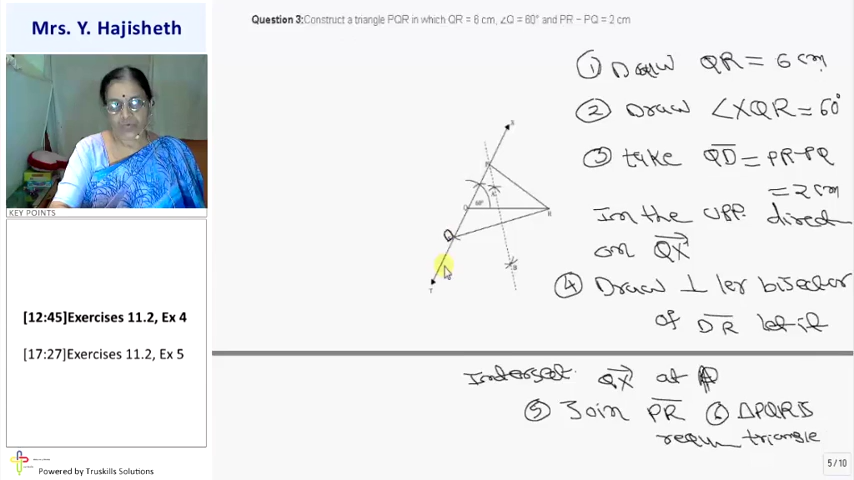 Mrs. Y. Hajisheth
KEY POINTS
[12:45]Exercises 11.2, Ex 4
[17:27]Exercises 11.2, Ex 5
Powered by Truskills Solutions
Question 3:Construct a triangle PQR in which QR = 6 cm, ∠Q = 60° and PR − PQ = 2 cm
① Draw QR = 6 cm
② Draw ∠XQR = 60°
③ take QD = PR-PQ
= 2 cm
In the opp. direct
on QX
④ Draw ⊥ ler bisector
of DR let it
Intersect QX at P
⑤ Join PR ⑥ ΔPQR is
requ triangle
X
60°
R
D
B
T
5/10